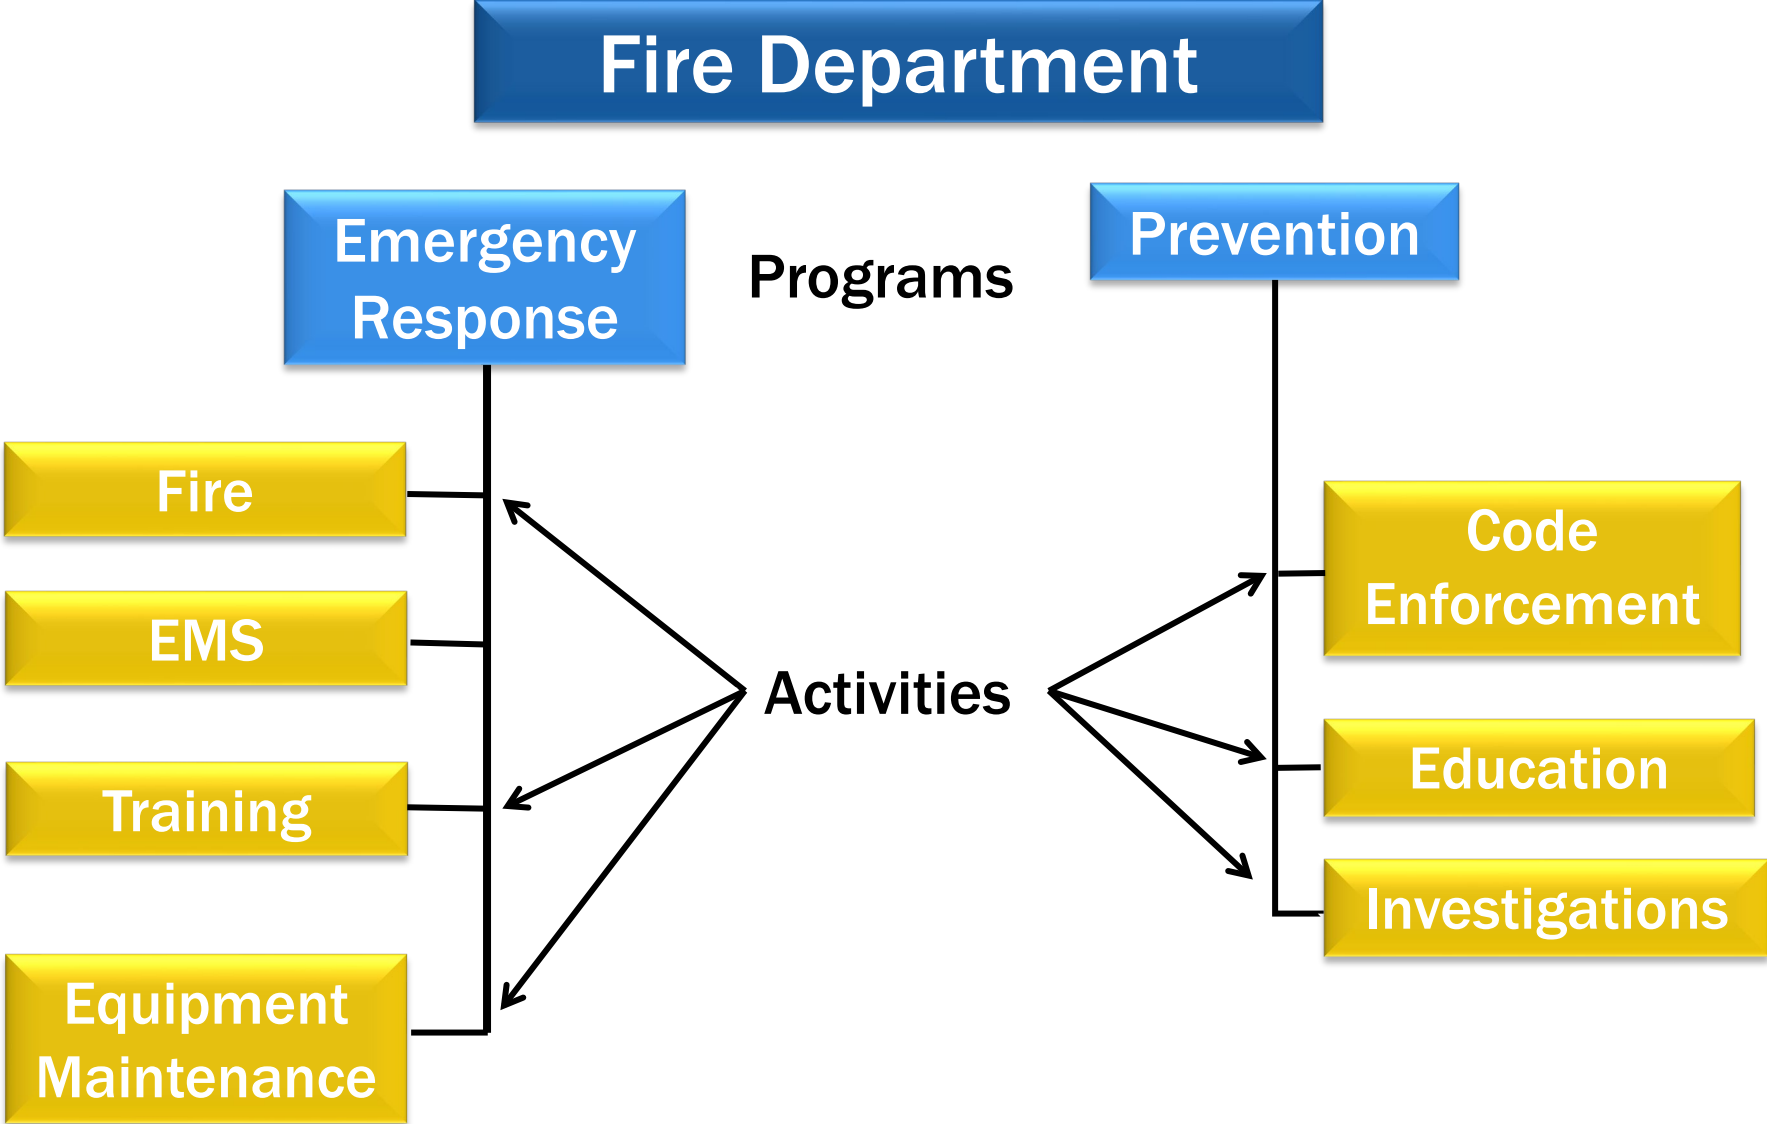 Fire Department
Emergency
Response
Programs
Prevention
Fire
EMS
Training
Equipment
Maintenance
Activities
Code
Enforcement
Education
Investigations